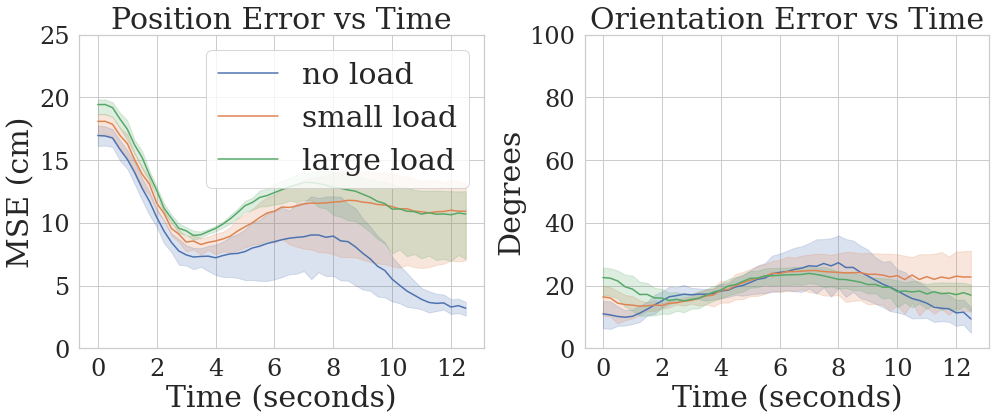 Position Error vs Time
25
20
15
10
5
0
0 2 4 6 8 10 12
MSE (cm)
Time (seconds)
no load
small load
large load
Orientation Error vs Time
100
80
60
40
20
0
0 2 4 6 8 10 12
Degrees
Time (seconds)